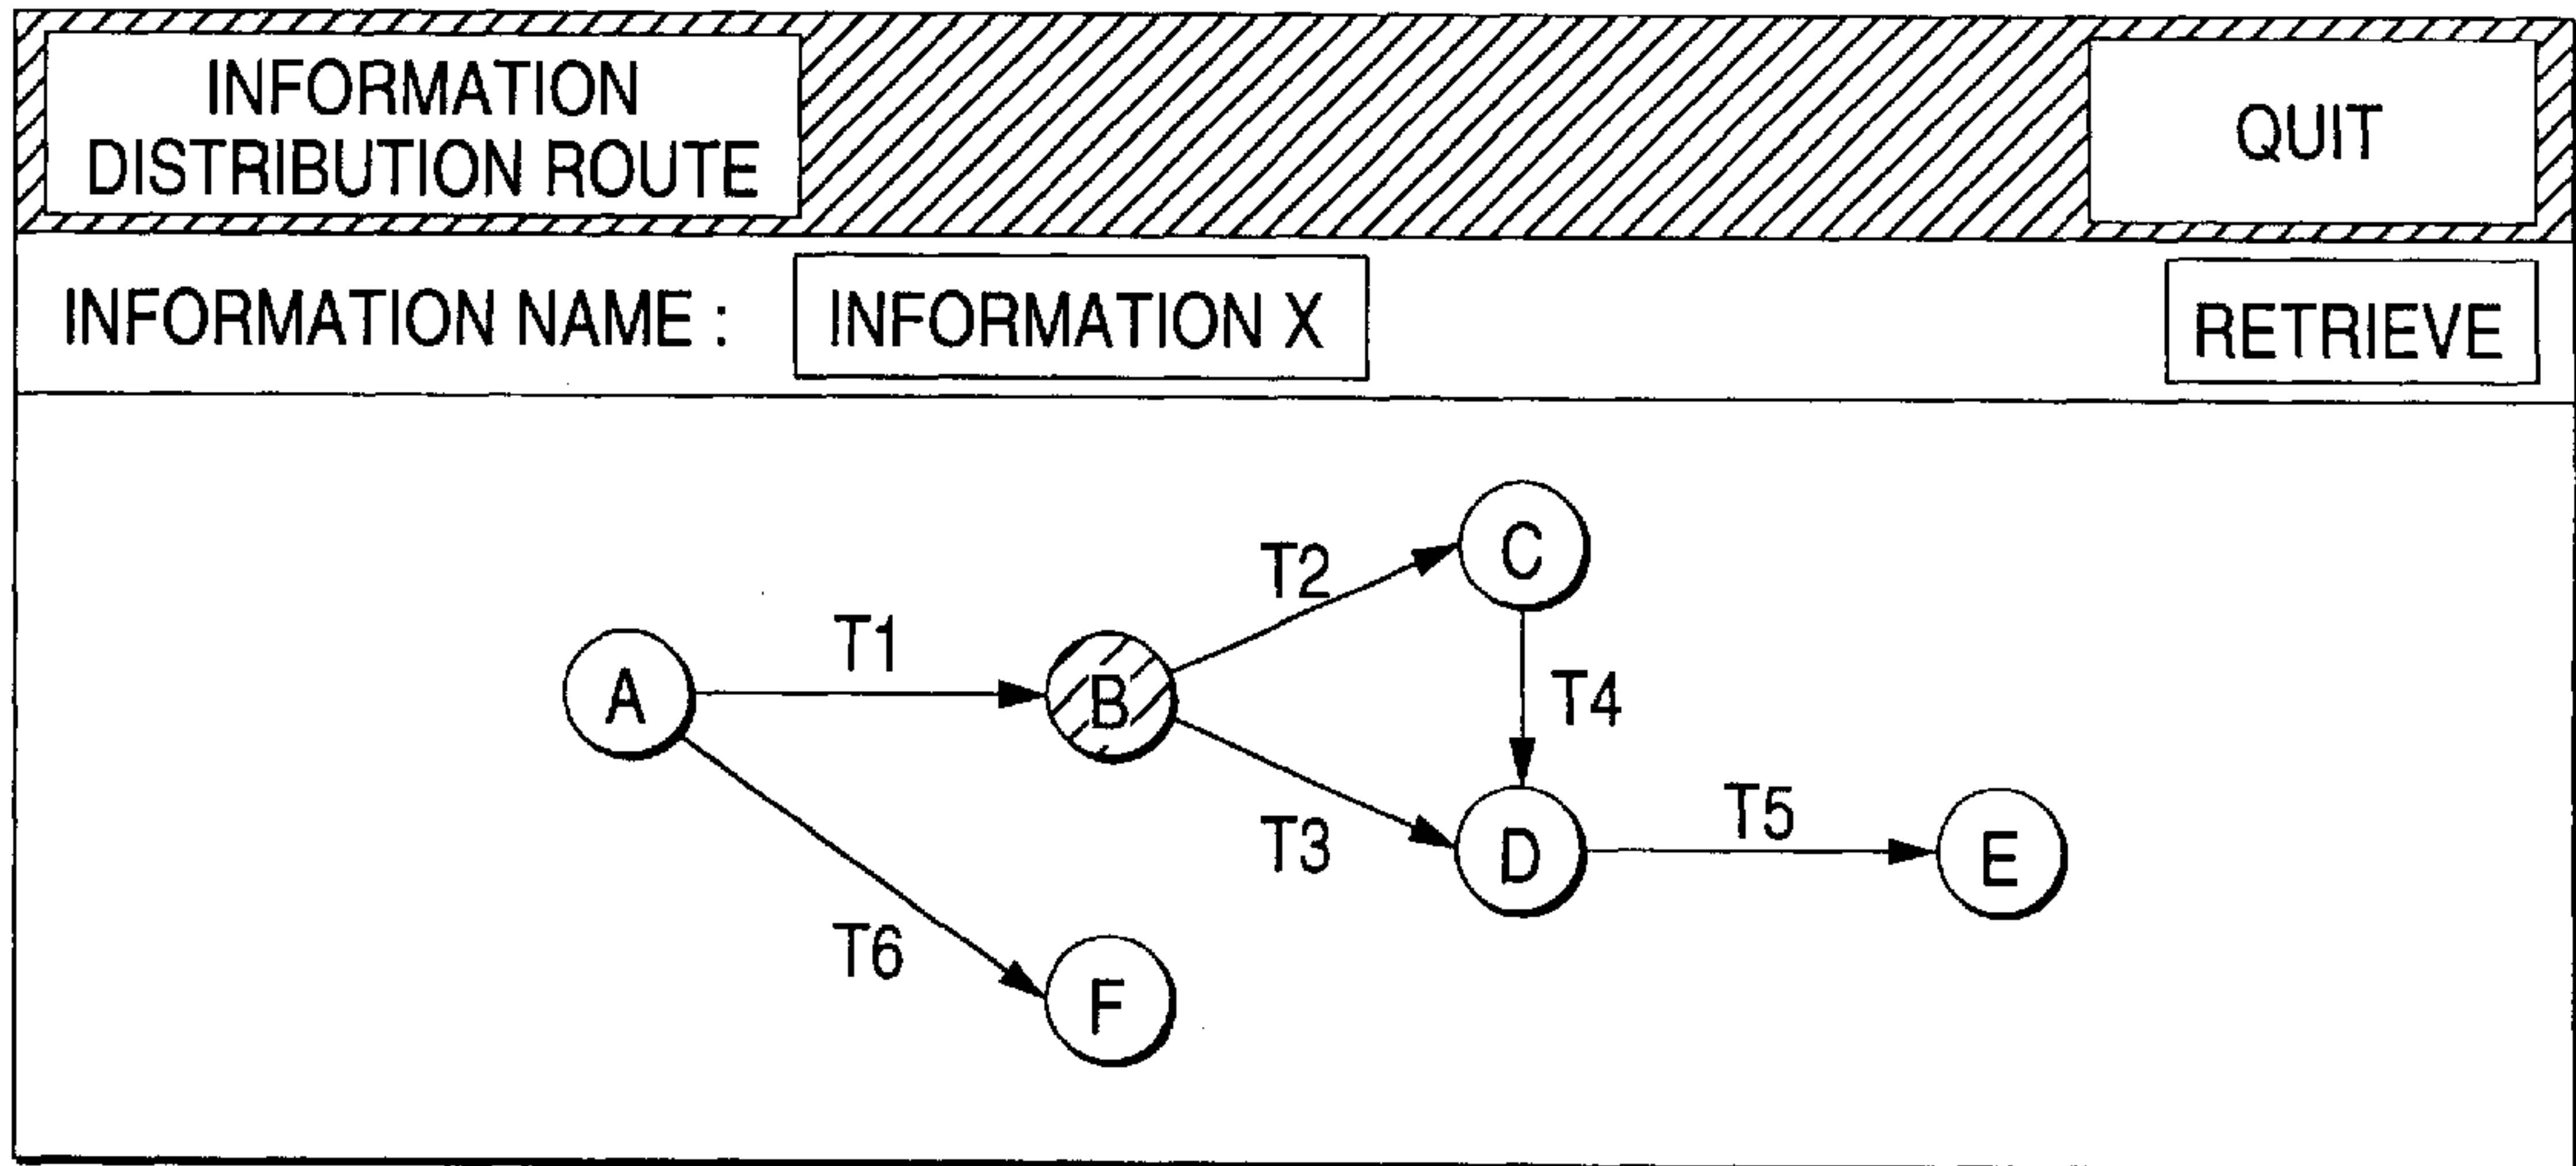 INFORMATION
DISTRIBUTION ROUTE
QUIT
INFORMATION NAME :
INFORMATION X
RETRIEVE
C
T2
T1
A
B
T4
T5
T3
D
E
T6
F